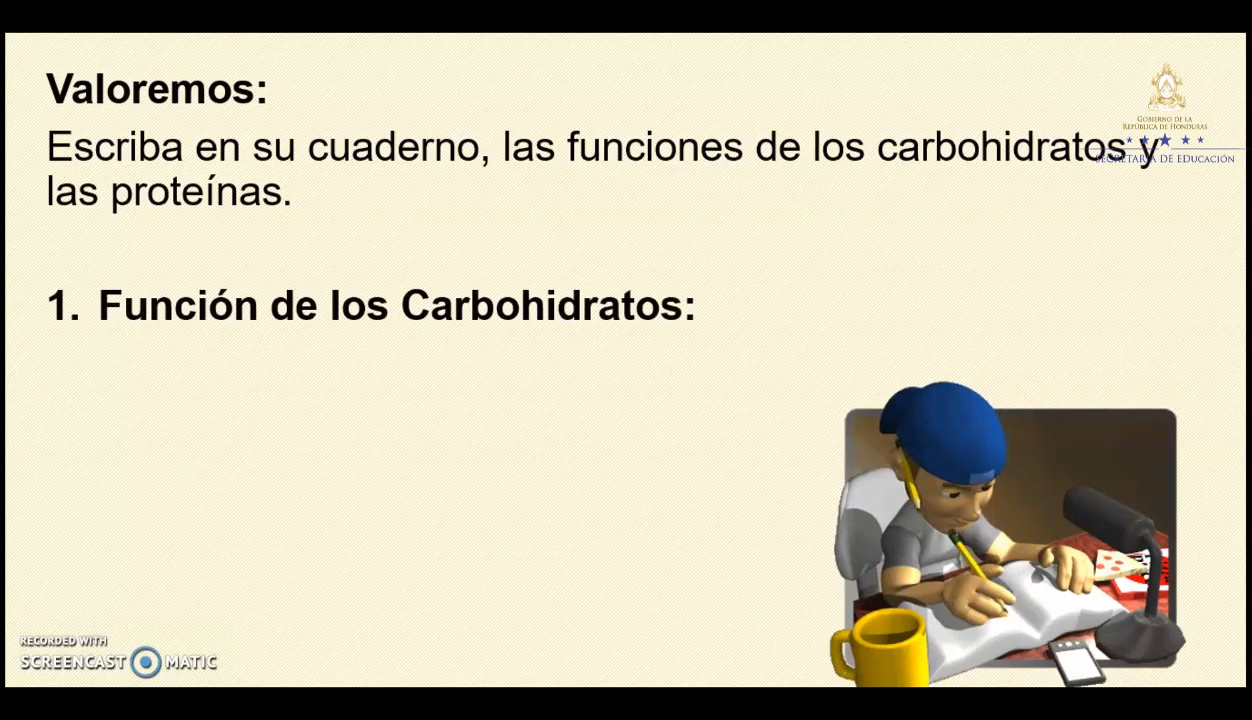 Valoremos:
GOBIERNO DE LA
REPÚBLICA DE HONDURAS
Escriba en su cuaderno, las funciones de los carbohidratos y
SECRETARÍA DE EDUCACIÓN
las proteínas.
1. Función de los Carbohidratos:
RECORDED WITH
SCREENCAST MATIC